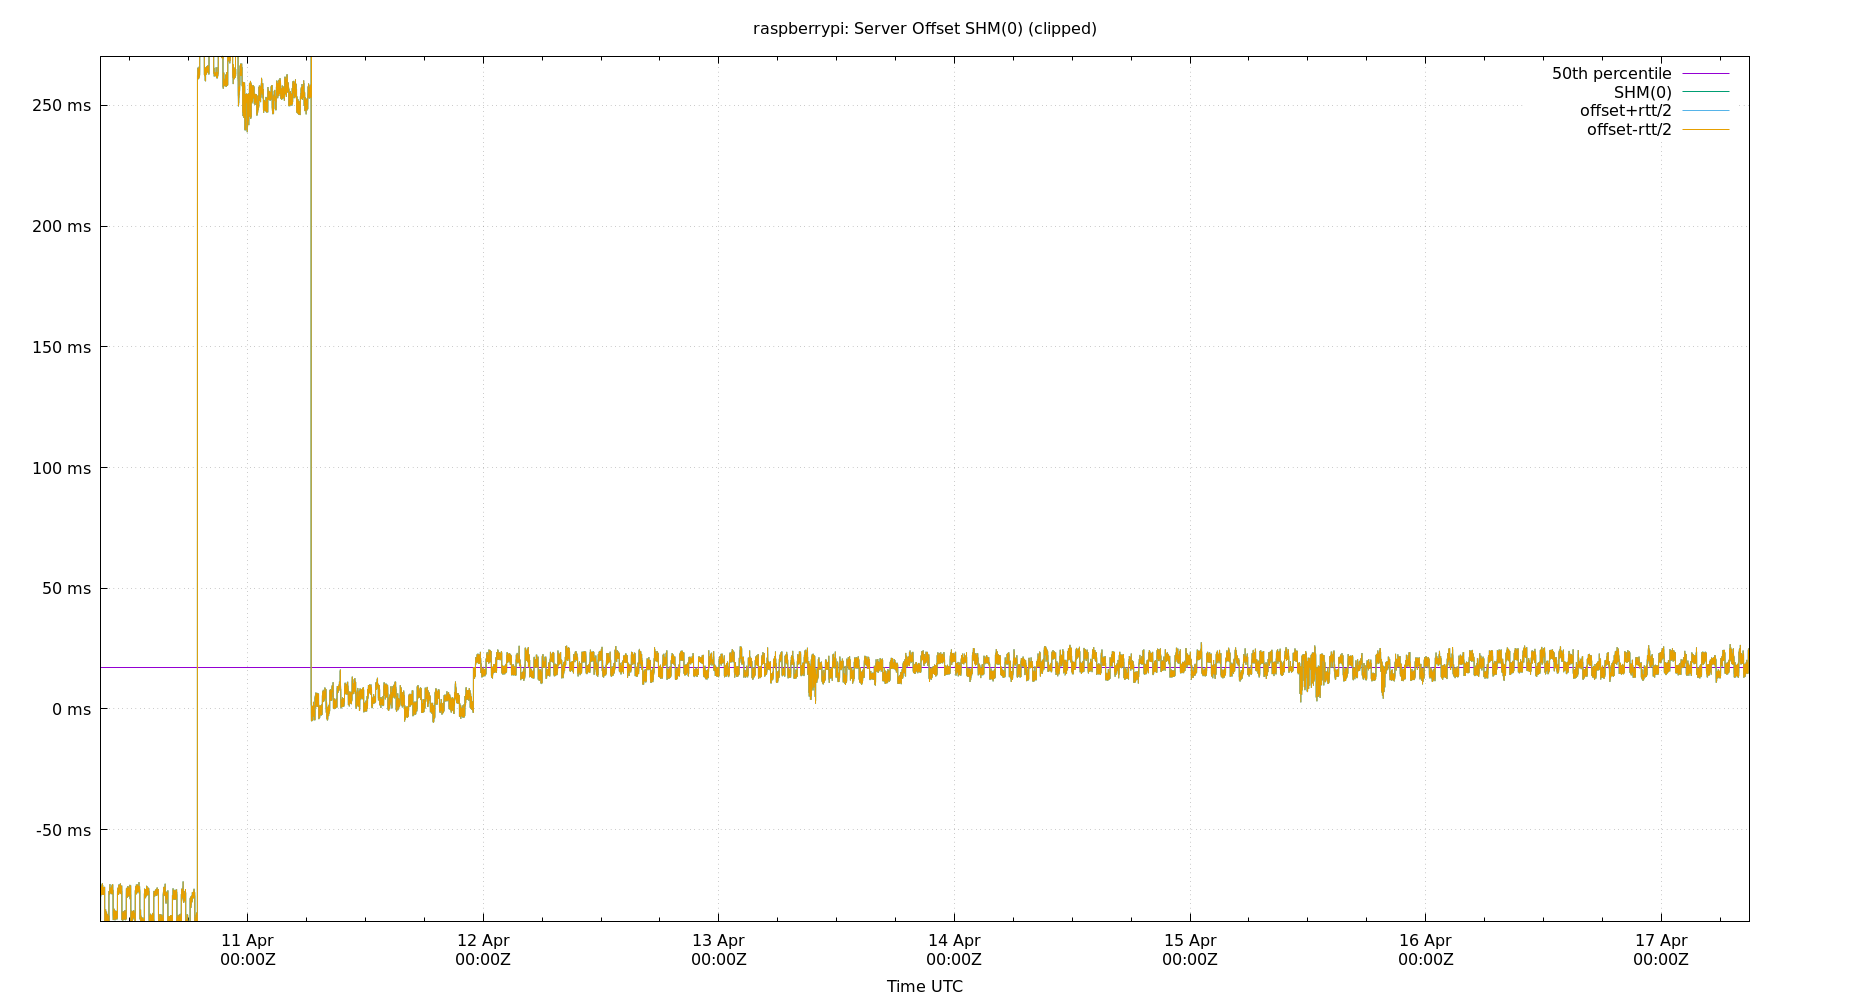 raspberrypi: Server Offset SHM(0) (clipped)
50th percentile
SHM(0)
offset+rtt/2
offset-rtt/2
250 ms
200 ms
150 ms
100 ms
50 ms
0 ms
-50 ms
11 Apr 12 Apr 13 Apr 14 Apr 15 Apr 16 Apr 17 Apr
00:00Z 00:00Z 00:00Z 00:00Z 00:00Z 00:00Z 00:00Z
Time UTC